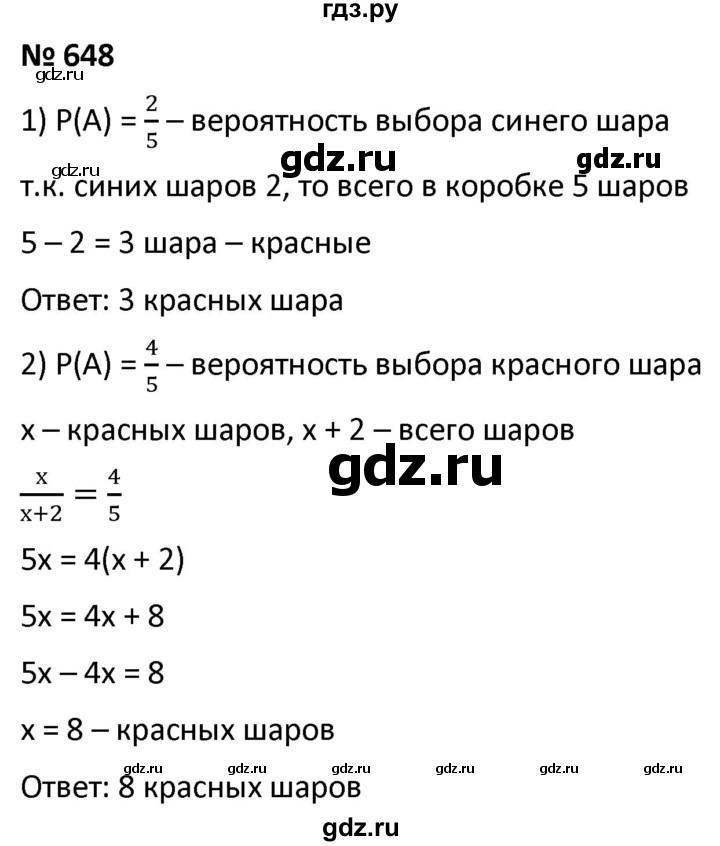 гдз.ру
№ 648
gdz.ru
1) P(A) = 2/5 – вероятность выбора синего шара
gdz.ru gdz.ru
gdz.ru
т.к. синих шаров 2, то всего в коробке 5 шаров
5 – 2 = 3 шара – красные
Ответ: 3 красных шара
2) P(A) = 4/5 – вероятность выбора красного шара
x – красных шаров, x + 2 – всего шаров
gdz.ru
x/x+2 = 4/5
5x = 4(x + 2)
5x = 4x + 8
5x – 4x = 8
x = 8 – красных шаров
gdz.ru gdz.ru gdz.ru gdz.ru gdz.ru gdz.ru
Ответ: 8 красных шаров
gdz.ru